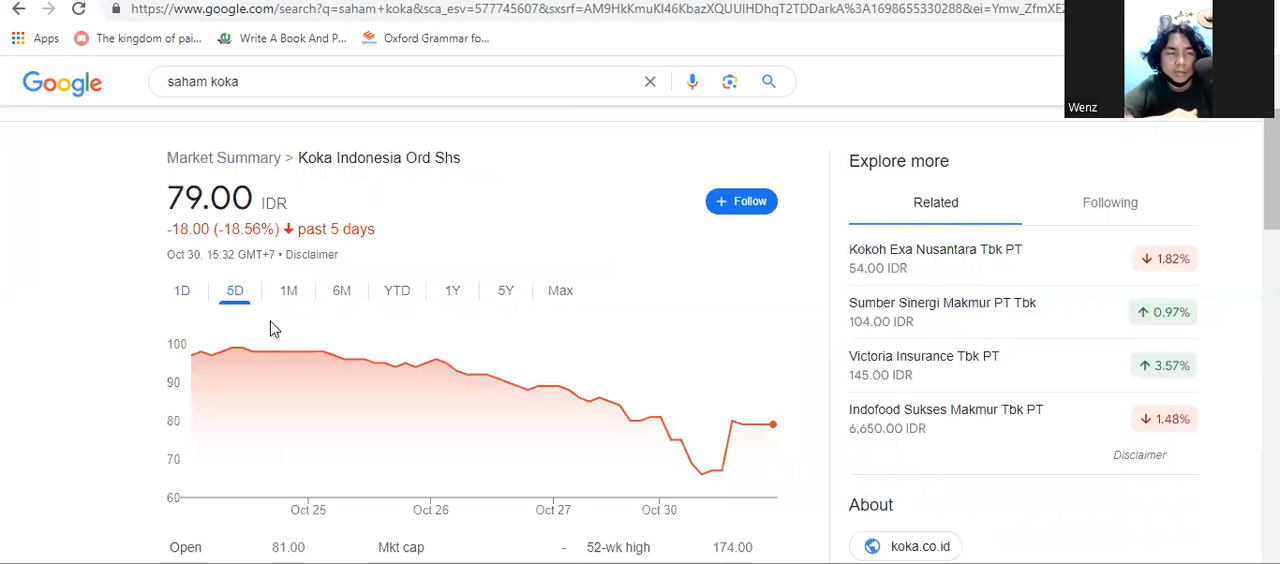 https://www.google.com/search?q=saham+koka&sca_esv=577745607&sxsrf=AM9HkKmuKI46KbazXQUUIHDhqT2TDDarkA%3A1698655330288&ei=Ymw_ZfmXEZ
Apps
The kingdom of pai...
Write A Book And P...
Oxford Grammar fo...
Wenz
Google
saham koka
Market Summary > Koka Indonesia Ord Shs
79.00 IDR
+ Follow
-18.00 (-18.56%) ↓ past 5 days
Oct 30, 15:32 GMT+7 • Disclaimer
1D 5D 1M 6M YTD 1Y 5Y Max
100
90
80
70
60
Oct 25 Oct 26 Oct 27 Oct 30
Open 81.00 Mkt cap - 52-wk high 174.00
Explore more
Related Following
Kokoh Exa Nusantara Tbk PT
54.00 IDR
↓ 1.82%
Sumber Sinergi Makmur PT Tbk
104.00 IDR
↑ 0.97%
Victoria Insurance Tbk PT
145.00 IDR
↑ 3.57%
Indofood Sukses Makmur Tbk PT
6,650.00 IDR
↓ 1.48%
Disclaimer
About
koka.co.id